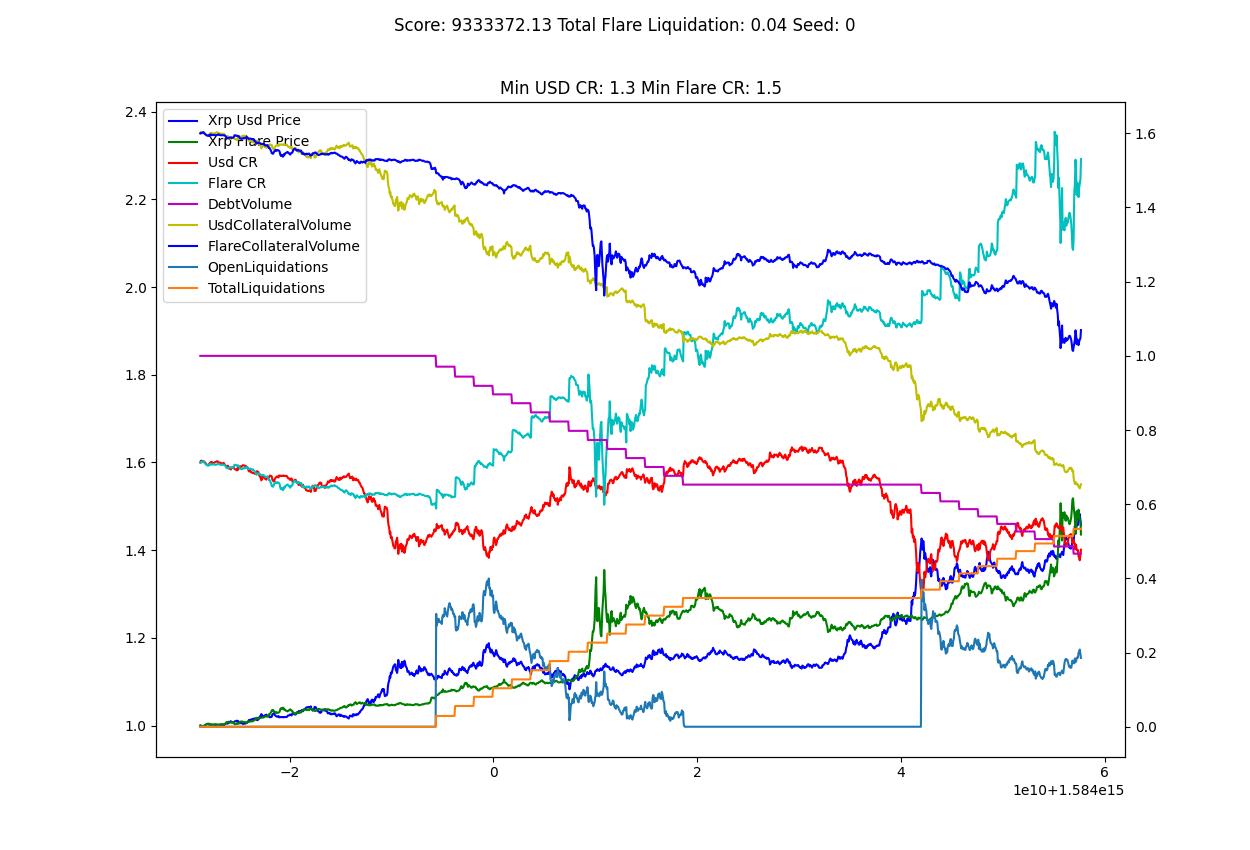 Score: 9333372.13 Total Flare Liquidation: 0.04 Seed: 0
Min USD CR: 1.3 Min Flare CR: 1.5
Xrp Usd Price
Xrp Flare Price
Usd CR
Flare CR
DebtVolume
UsdCollateralVolume
FlareCollateralVolume
OpenLiquidations
TotalLiquidations
2.4
2.2
2.0
1.8
1.6
1.4
1.2
1.0
1.6
1.4
1.2
1.0
0.8
0.6
0.4
0.2
0.0
−2 0 2 4 6
1e10+1.584e15